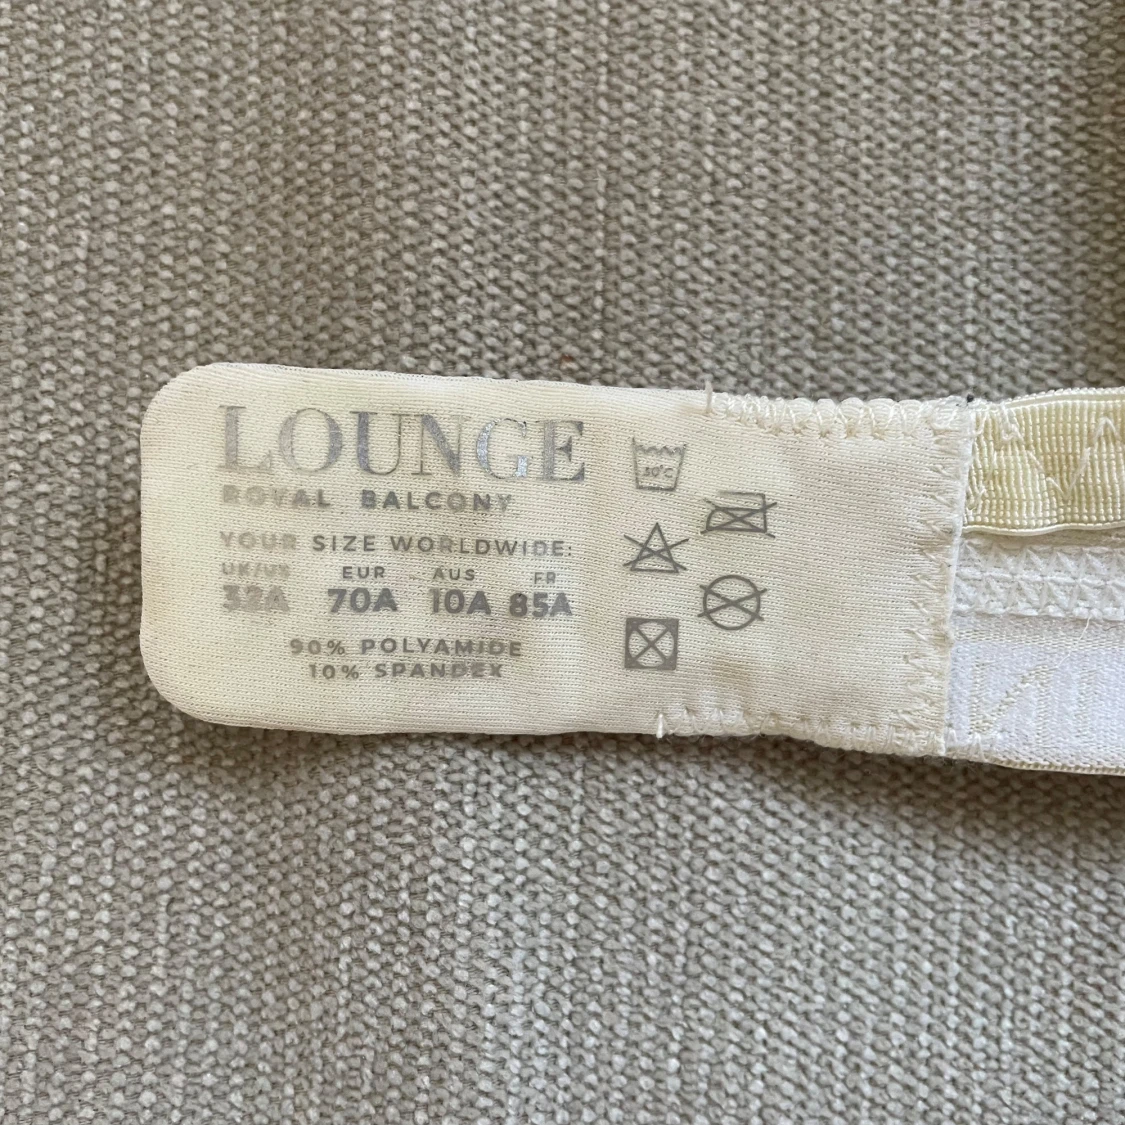 LOUNGE
ROYAL BALCONY
YOUR SIZE WORLDWIDE:
UK/US EUR AUS FR
32A 70A 10A 85A
90% POLYAMIDE
10% SPANDEX
30°C